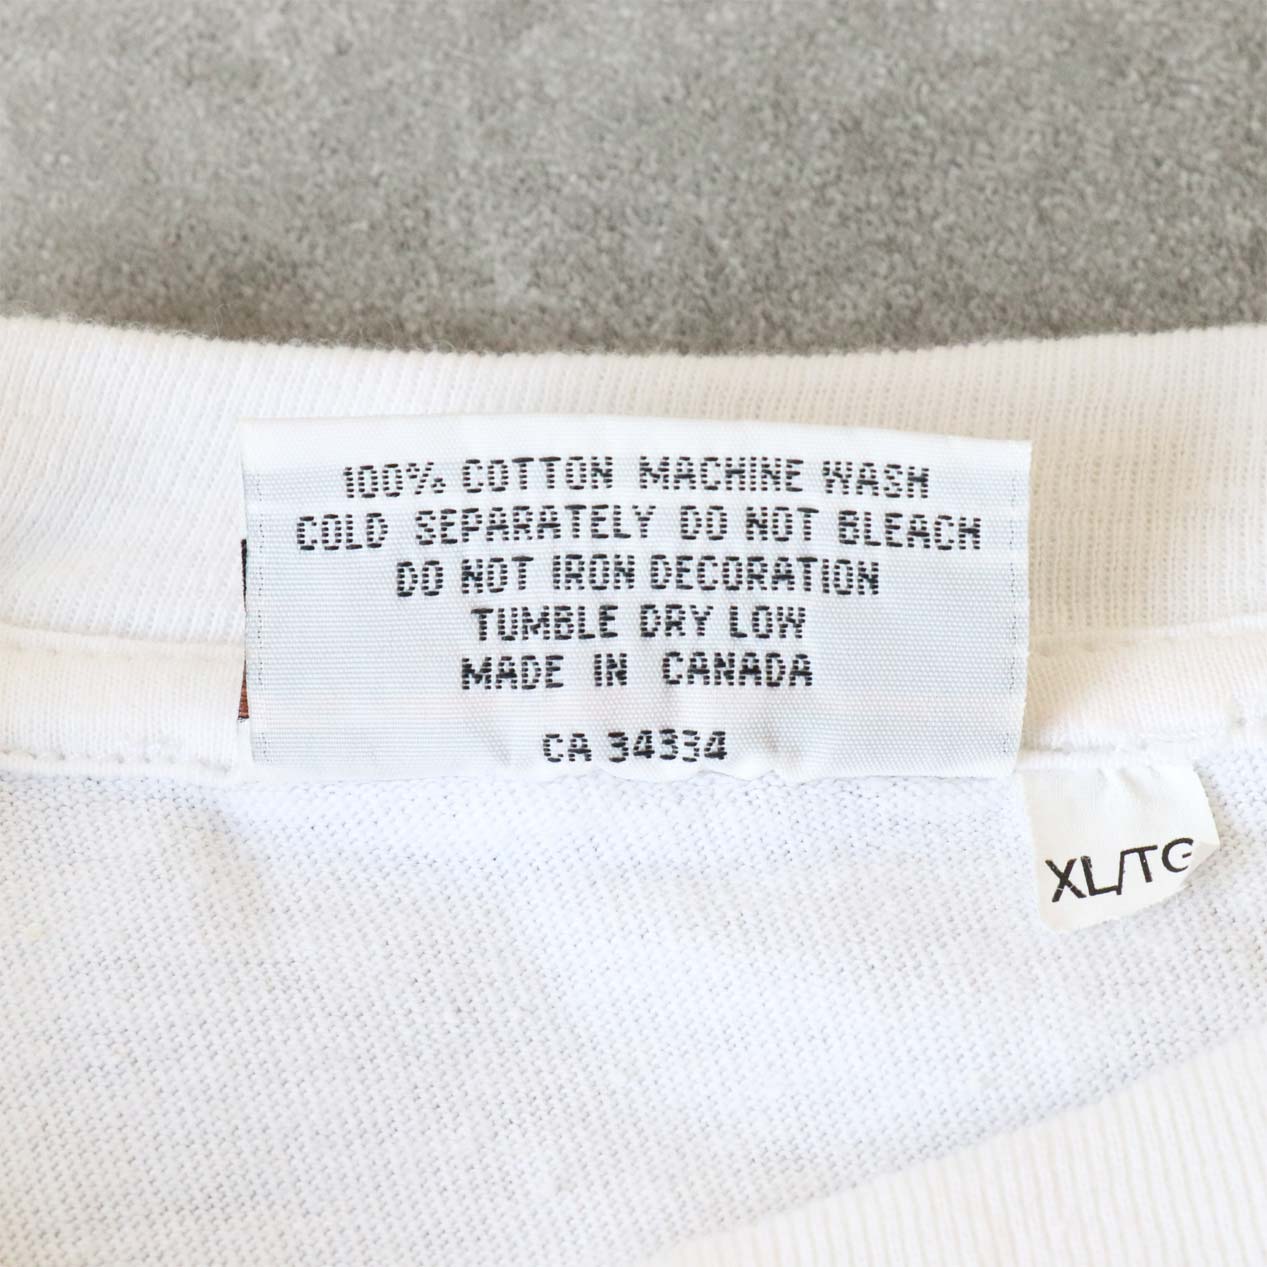 100% COTTON MACHINE WASH
COLD SEPARATELY DO NOT BLEACH
DO NOT IRON DECORATION
TUMBLE DRY LOW
MADE IN CANADA
CA 34334
XL/TG